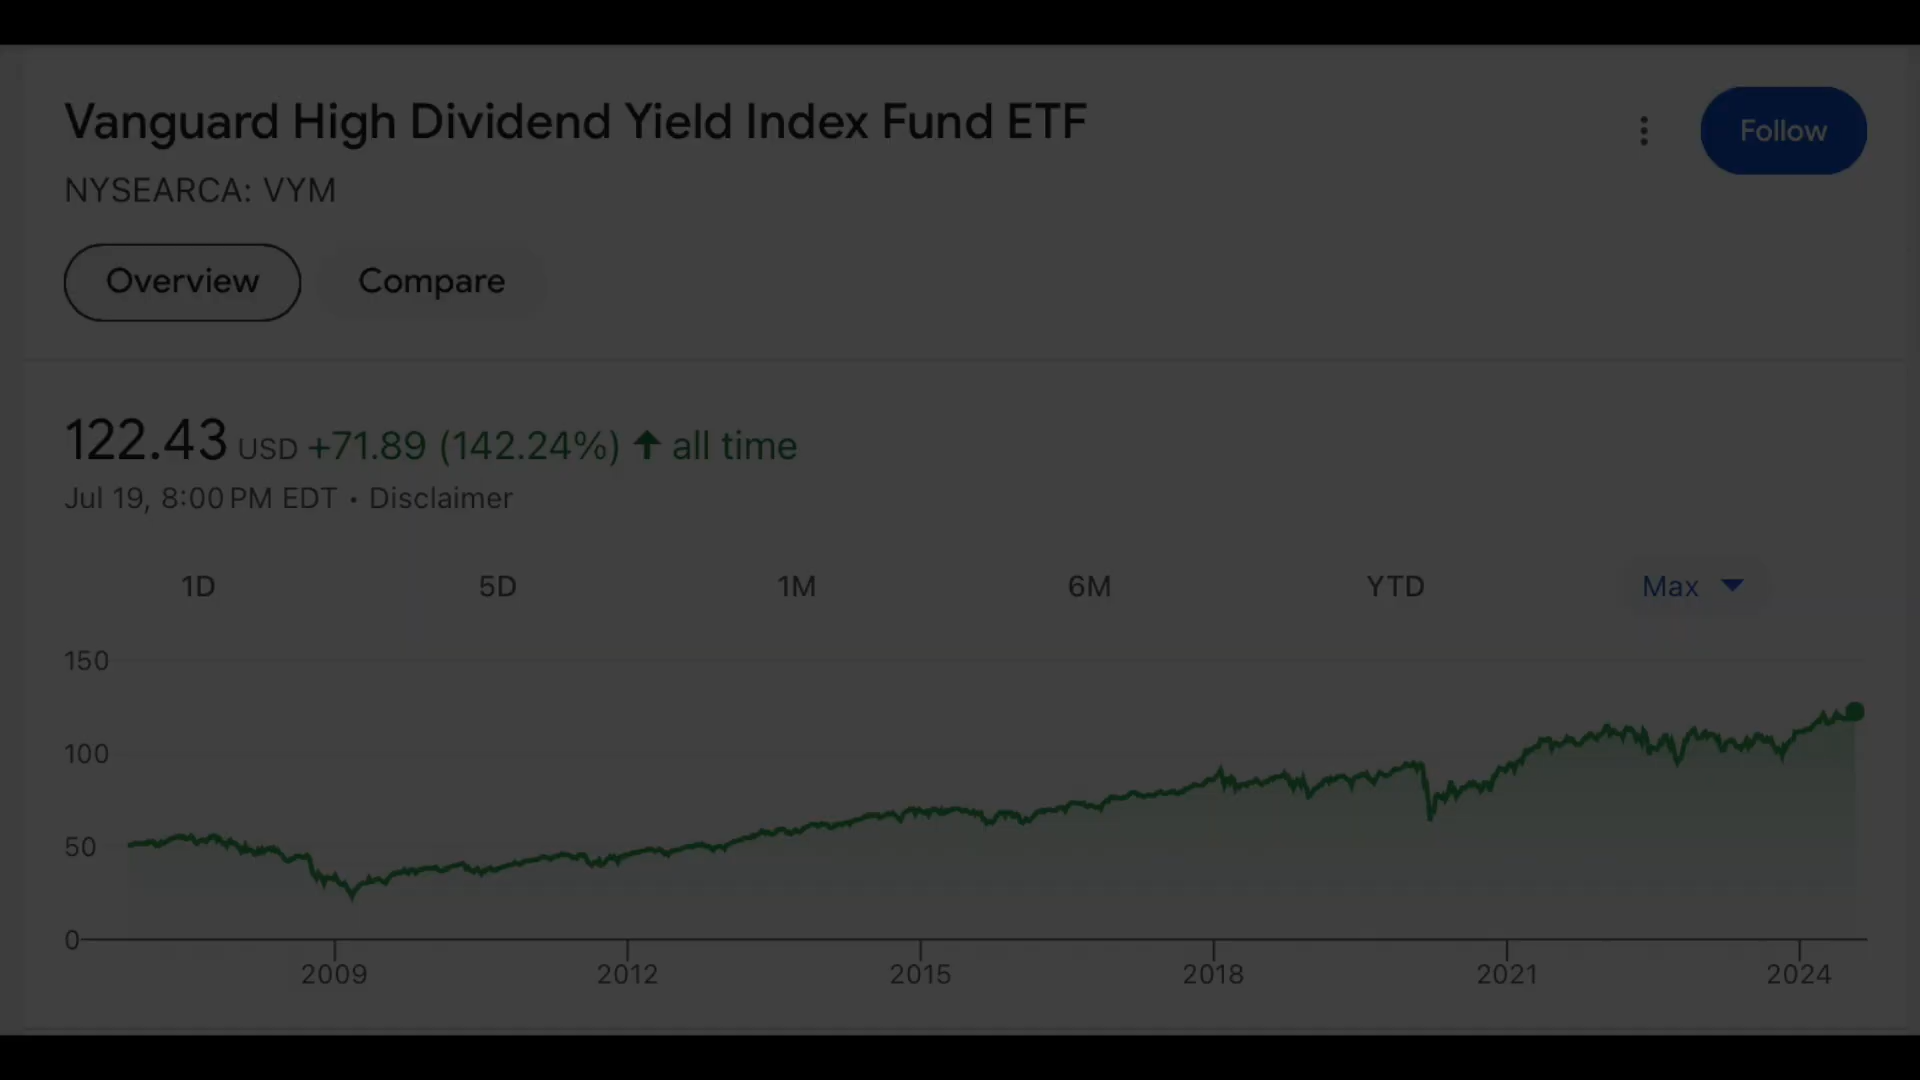 Vanguard High Dividend Yield Index Fund ETF
Follow
NYSEARCA: VYM
Overview
Compare
122.43 USD +71.89 (142.24%) ↑ all time
Jul 19, 8:00 PM EDT • Disclaimer
1D 5D 1M 6M YTD Max
150
100
50
0
2009 2012 2015 2018 2021 2024